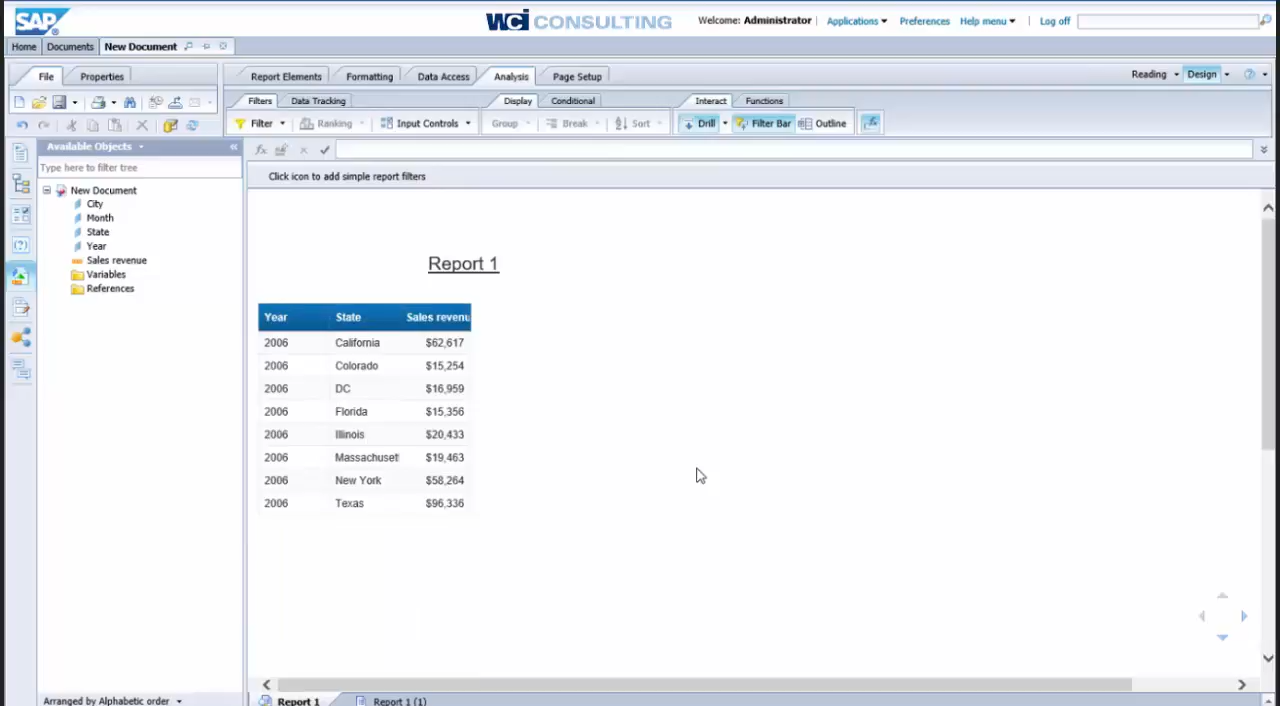 SAP
WCI CONSULTING
Welcome: Administrator Applications Preferences Help menu Log off
Home Documents New Document
File Properties Report Elements Formatting Data Access Analysis Page Setup Reading Design
Filters Data Tracking Display Conditional Interact Functions
Filter Ranking Input Controls Group Break Sort Drill Filter Bar Outline
Available Objects
Type here to filter tree
Click icon to add simple report filters
New Document
City
Month
State
Year
Sales revenue
Variables
References
Report 1
Year State Sales revenu
2006 California $62,617
2006 Colorado $15,254
2006 DC $16,959
2006 Florida $15,356
2006 Illinois $20,433
2006 Massachuset $19,463
2006 New York $58,264
2006 Texas $96,336
Arranged by Alphabetic order Report 1 Report 1 (1)